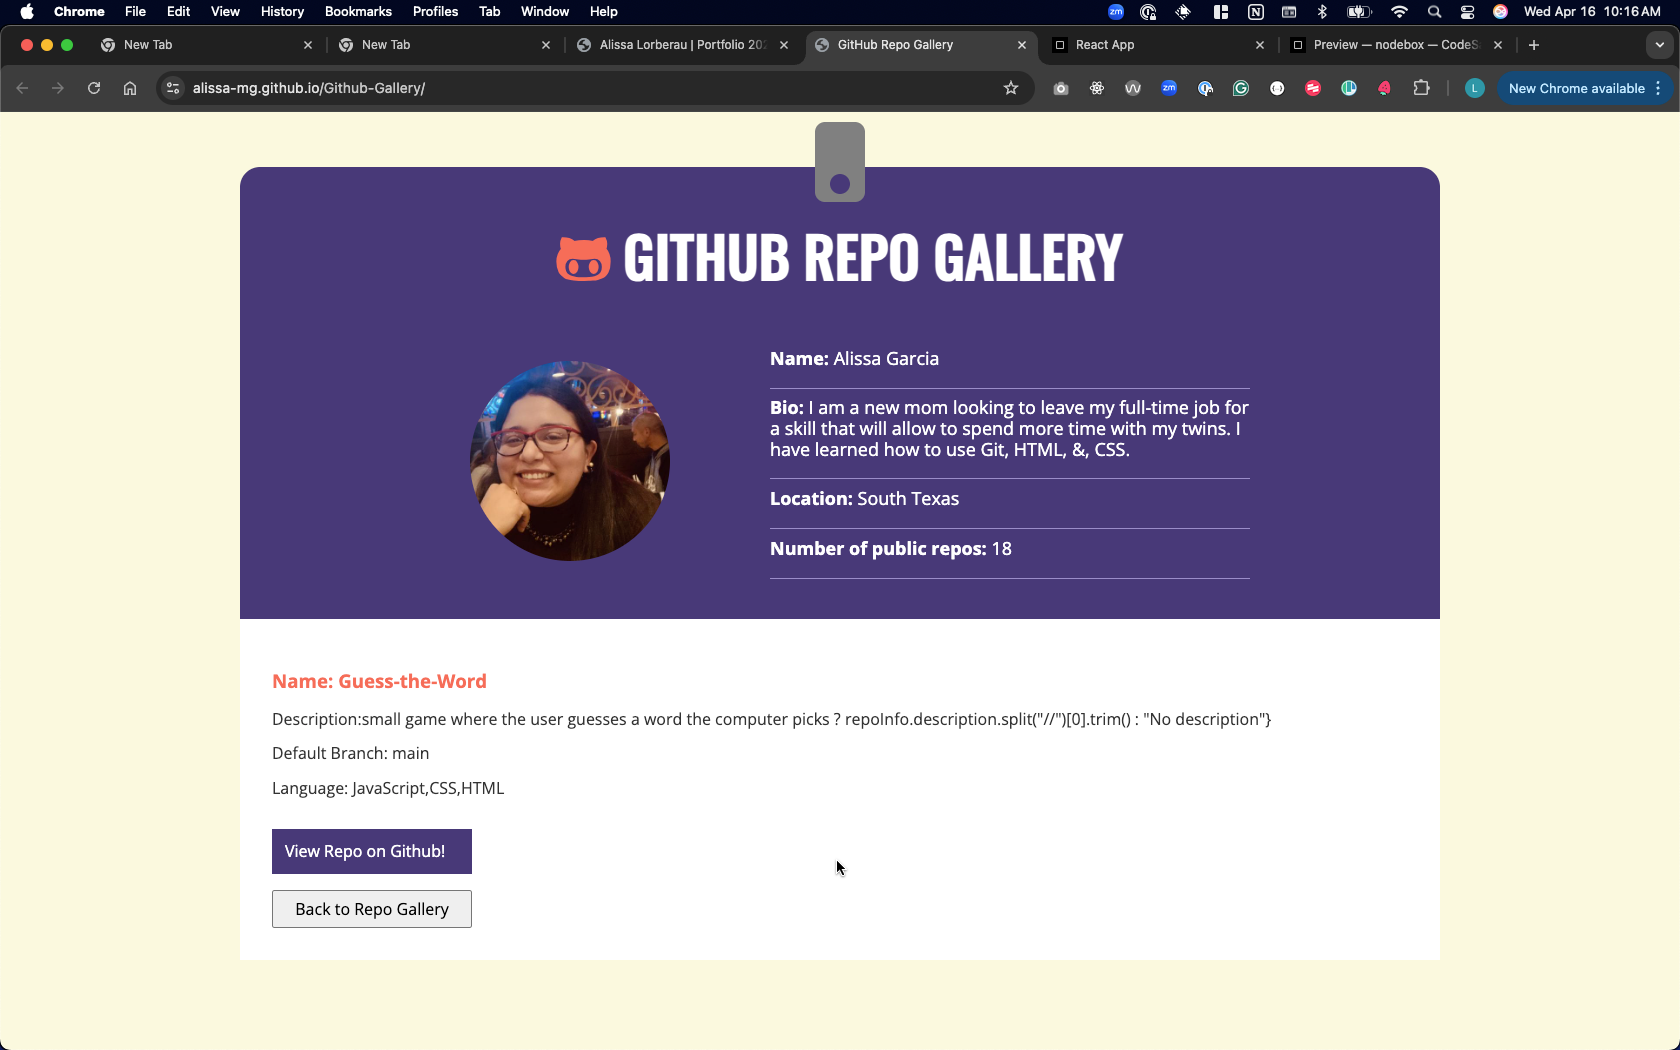 Chrome File Edit View History Bookmarks Profiles Tab Window Help zm Wed Apr 16 10:16 AM
New Tab New Tab Alissa Lorberau | Portfolio 202 GitHub Repo Gallery React App Preview — nodebox — CodeS
alissa-mg.github.io/Github-Gallery/ zm L New Chrome available
GITHUB REPO GALLERY
Name: Alissa Garcia
Bio: I am a new mom looking to leave my full-time job for
a skill that will allow to spend more time with my twins. I
have learned how to use Git, HTML, &, CSS.
Location: South Texas
Number of public repos: 18
Name: Guess-the-Word
Description:small game where the user guesses a word the computer picks ? repoInfo.description.split("//")[0].trim() : "No description"}
Default Branch: main
Language: JavaScript,CSS,HTML
View Repo on Github!
Back to Repo Gallery